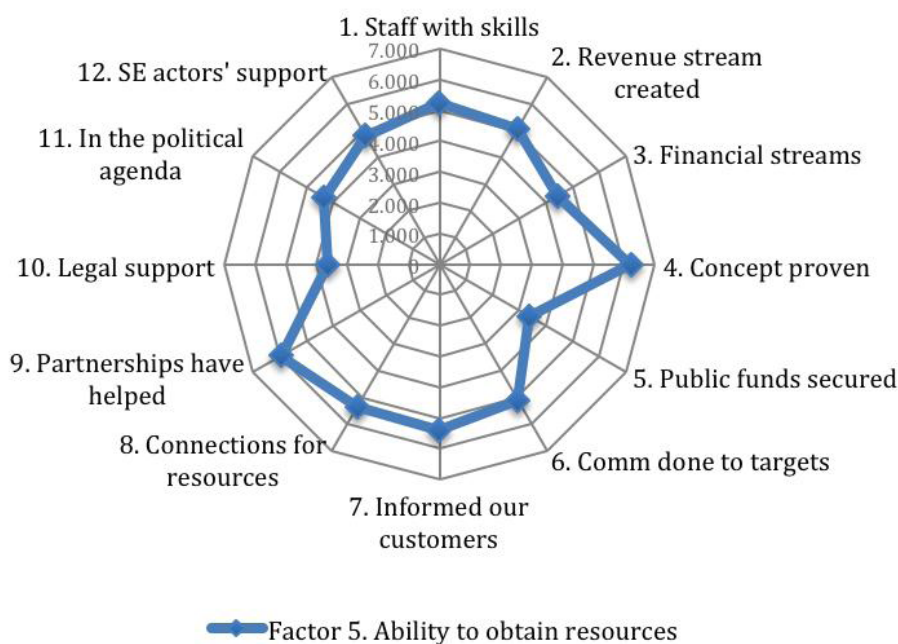 1. Staff with skills
7.000
6.000
5.000
4.000
3.000
2.000
1.000
0
2. Revenue stream
created
3. Financial streams
4. Concept proven
5. Public funds secured
6. Comm done to targets
7. Informed our
customers
8. Connections for
resources
9. Partnerships have
helped
10. Legal support
11. In the political
agenda
12. SE actors' support
Factor 5. Ability to obtain resources